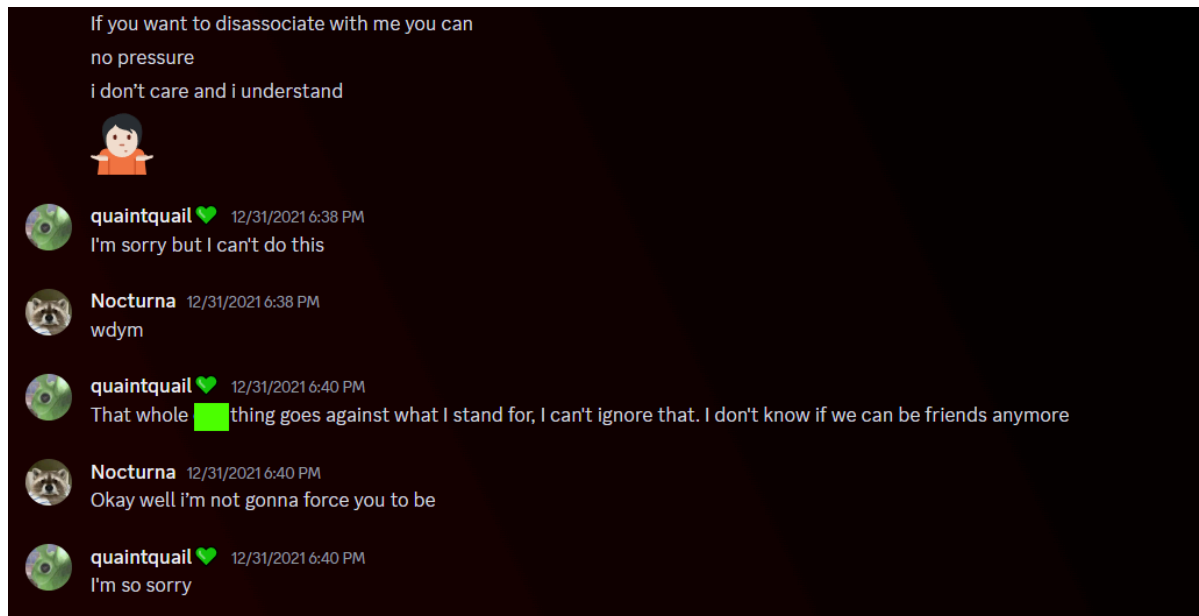 If you want to disassociate with me you can
no pressure
i don’t care and i understand
quaintquail 12/31/2021 6:38 PM
I'm sorry but I can't do this
Nocturna 12/31/2021 6:38 PM
wdym
quaintquail 12/31/2021 6:40 PM
That whole thing goes against what I stand for, I can't ignore that. I don't know if we can be friends anymore
Nocturna 12/31/2021 6:40 PM
Okay well i’m not gonna force you to be
quaintquail 12/31/2021 6:40 PM
I'm so sorry